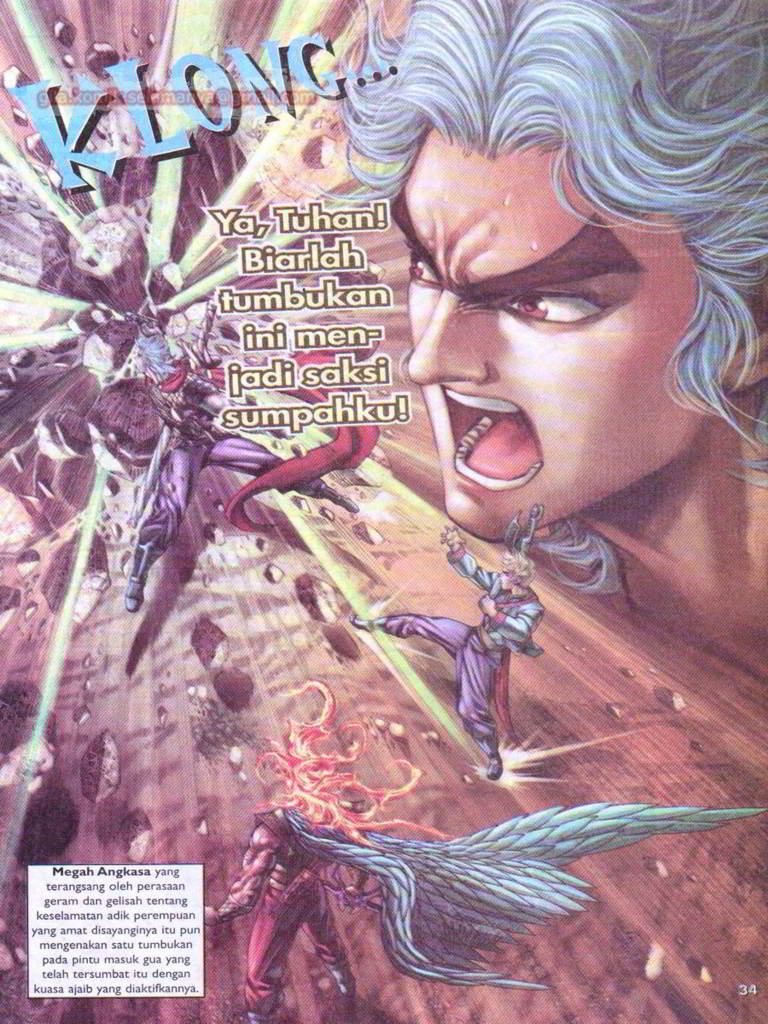 KLONG...
Ya, Tuhan!
Biarlah
tumbukan
ini men-
jadi saksi
sumpahku!
Megah Angkasa yang
terangsang oleh perasaan
geram dan gelisah tentang
keselamatan adik perempuan
yang amat disayanginya itu pun
mengenakan satu tumbukan
pada pintu masuk gua yang
telah tersumbat itu dengan
kuasa ajaib yang diaktifkannya.
34